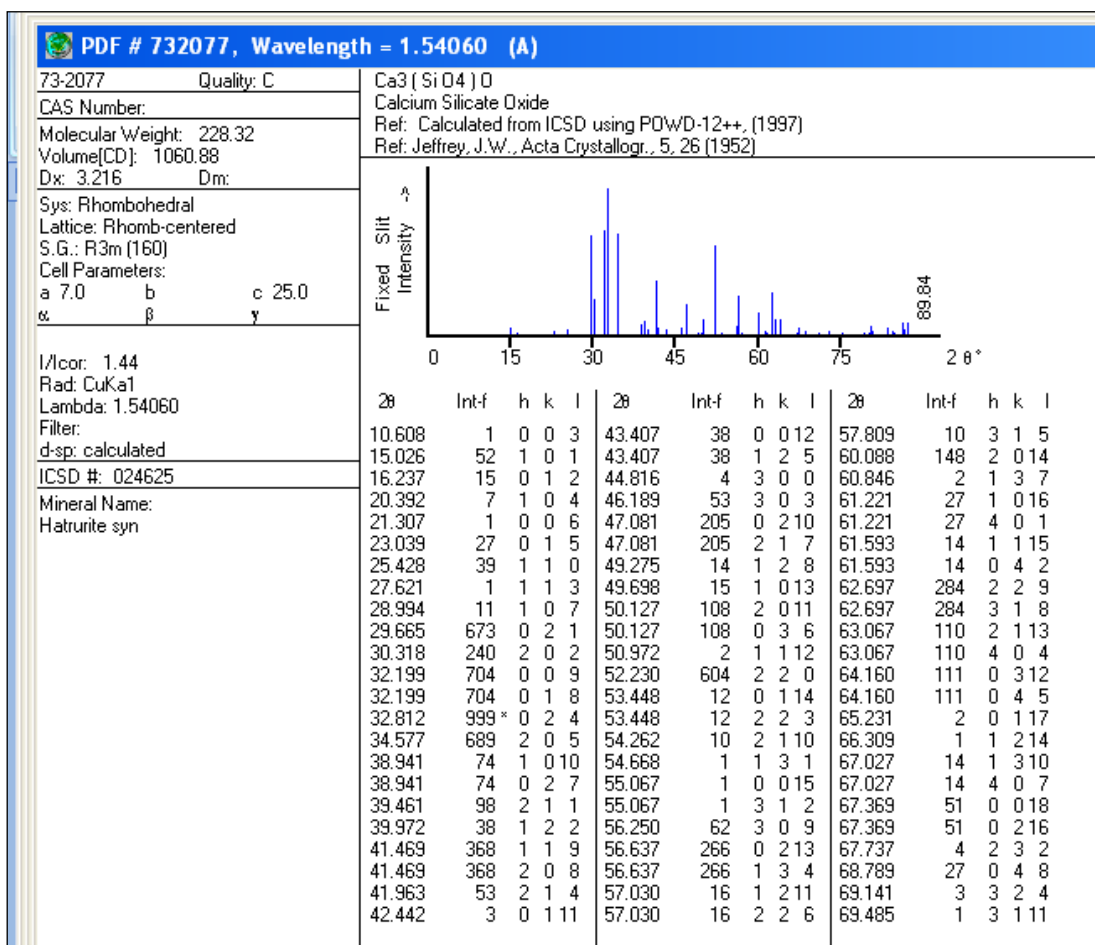 PDF # 732077, Wavelength = 1.54060 (A)
73-2077 Quality: C
CAS Number:
Molecular Weight: 228.32
Volume[CD]: 1060.88
Dx: 3.216 Dm:
Sys: Rhombohedral
Lattice: Rhomb-centered
S.G.: R3m (160)
Cell Parameters:
a 7.0 b c 25.0
α β γ
I/Icor: 1.44
Rad: CuKa1
Lambda: 1.54060
Filter:
d-sp: calculated
ICSD #: 024625
Mineral Name:
Hatrurite syn
Ca3 ( Si O4 ) O
Calcium Silicate Oxide
Ref: Calculated from ICSD using POWD-12++, (1997)
Ref: Jeffrey, J.W., Acta Crystallogr., 5, 26 (1952)
Fixed Slit
Intensity ->
89.84
0 15 30 45 60 75 2 θ°
2θ Int-f h k l 2θ Int-f h k l 2θ Int-f h k l
10.608 1 0 0 3 43.407 38 0 0 12 57.809 10 3 1 5
15.026 52 1 0 1 43.407 38 1 2 5 60.088 148 2 0 14
16.237 15 0 1 2 44.816 4 3 0 0 60.846 2 1 3 7
20.392 7 1 0 4 46.189 53 3 0 3 61.221 27 1 0 16
21.307 1 0 0 6 47.081 205 0 2 10 61.221 27 4 0 1
23.039 27 0 1 5 47.081 205 2 1 7 61.593 14 1 1 15
25.428 39 1 1 0 49.275 14 1 2 8 61.593 14 0 4 2
27.621 1 1 1 3 49.698 15 1 0 13 62.697 284 2 2 9
28.994 11 1 0 7 50.127 108 2 0 11 62.697 284 3 1 8
29.665 673 0 2 1 50.127 108 0 3 6 63.067 110 2 1 13
30.318 240 2 0 2 50.972 2 1 1 12 63.067 110 4 0 4
32.199 704 0 0 9 52.230 604 2 2 0 64.160 111 0 3 12
32.199 704 0 1 8 53.448 12 0 1 14 64.160 111 0 4 5
32.812 999 * 0 2 4 53.448 12 2 2 3 65.231 2 0 1 17
34.577 689 2 0 5 54.262 10 2 1 10 66.309 1 1 2 14
38.941 74 1 0 10 54.668 1 1 3 1 67.027 14 1 3 10
38.941 74 0 2 7 55.067 1 0 0 15 67.027 14 4 0 7
39.461 98 2 1 1 55.067 1 3 1 2 67.369 51 0 0 18
39.972 38 1 2 2 56.250 62 3 0 9 67.369 51 0 2 16
41.469 368 1 1 9 56.637 266 0 2 13 67.737 4 2 3 2
41.469 368 2 0 8 56.637 266 1 3 4 68.789 27 0 4 8
41.963 53 2 1 4 57.030 16 1 2 11 69.141 3 3 2 4
42.442 3 0 1 11 57.030 16 2 2 6 69.485 1 3 1 11